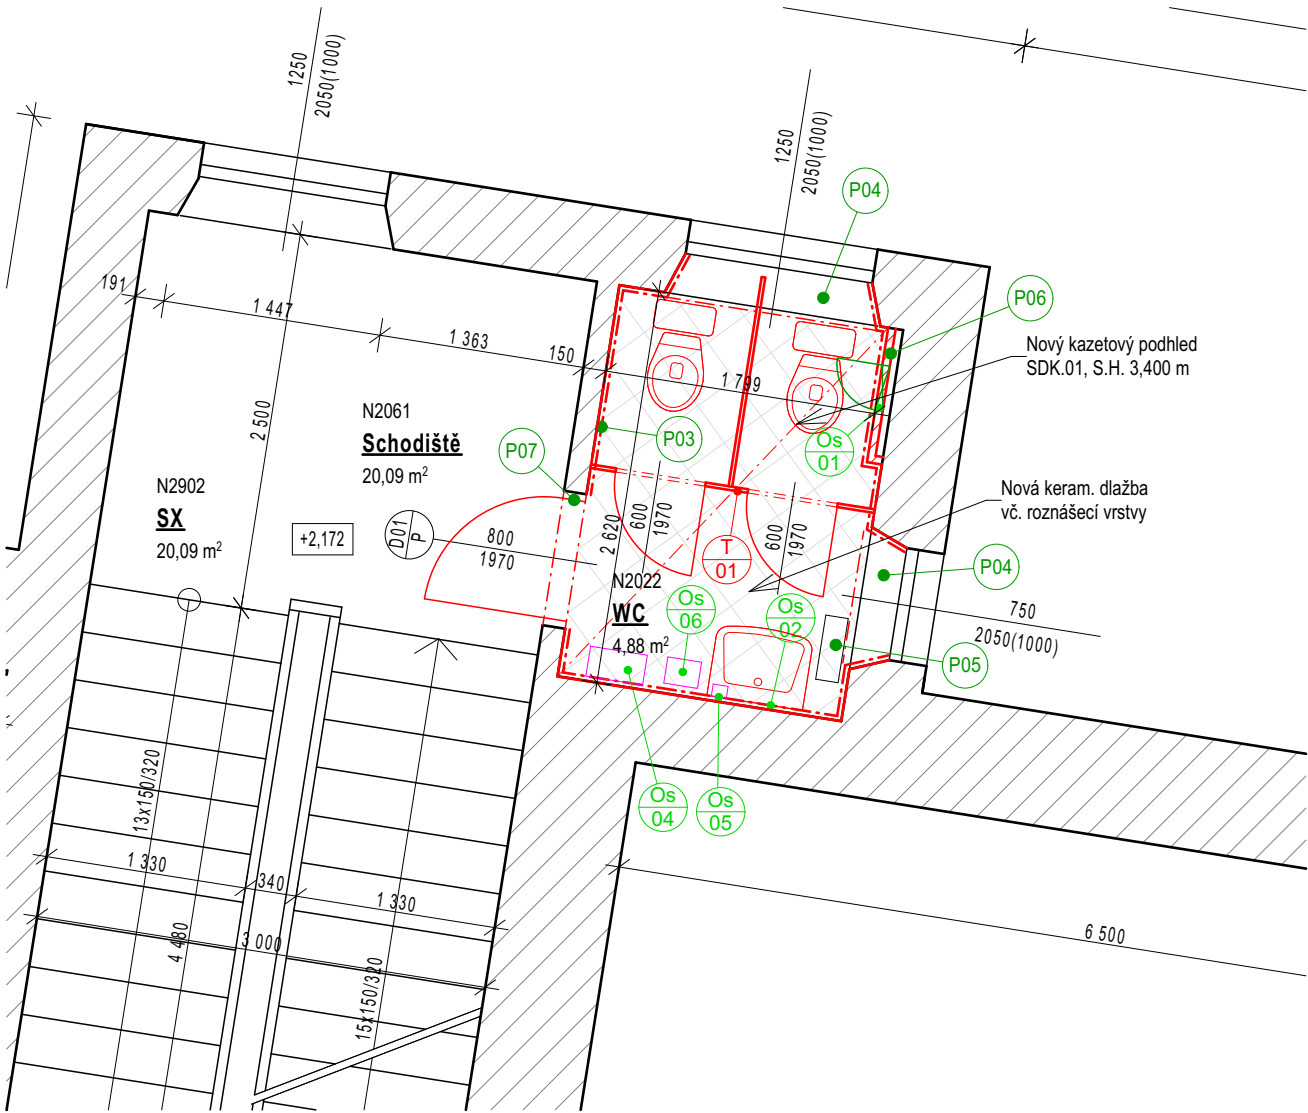 1250
2050(1000)
1250
2050(1000)
P04
P06
Nový kazetový podhled
SDK.01, S.H. 3,400 m
191
1 447
1 363
150
1 799
2 500
N2061
Schodiště
20,09 m²
P07
P03
Os
01
N2902
SX
20,09 m²
+2,172
D01
P
800
1970
2 620
600
1970
T
01
600
1970
Nová keram. dlažba
vč. roznášecí vrstvy
P04
N2022
WC
4,88 m²
Os
06
Os
02
750
2050(1000)
P05
Os
04
Os
05
13x150/320
1 330
340
1 330
3 000
4 480
15x150/320
6 500